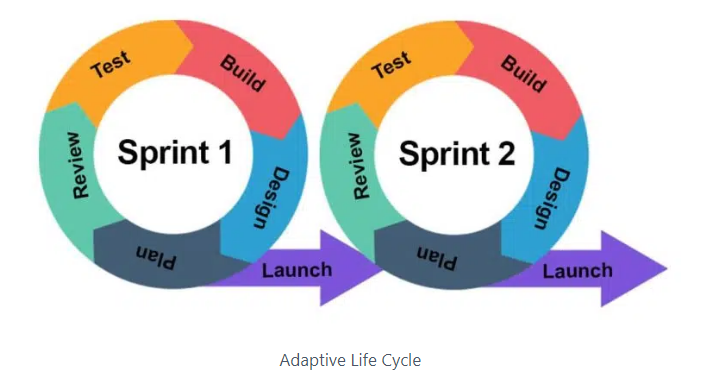 Test
Build
Sprint 1
Review
Design
Plan
Launch
Test
Build
Sprint 2
Review
Design
Plan
Launch
Adaptive Life Cycle